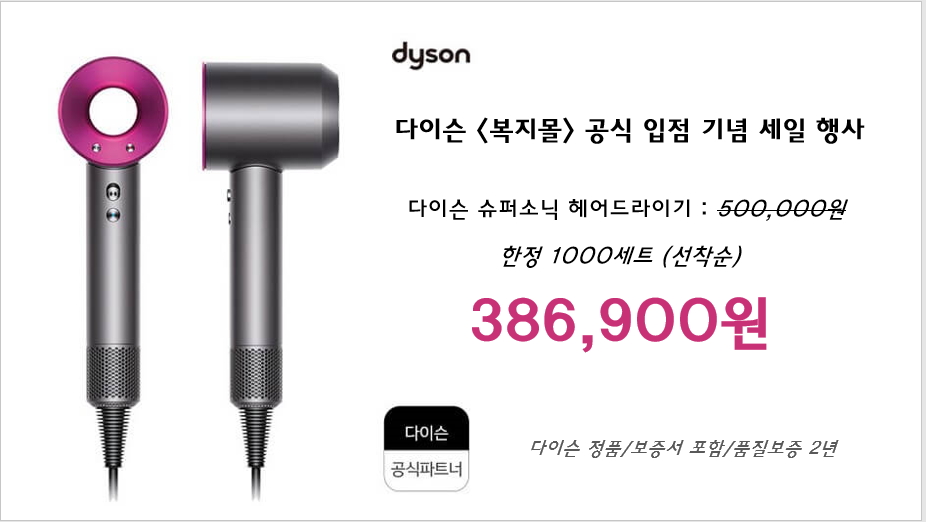 dyson
다이슨 <복지몰> 공식 입점 기념 세일 행사
다이슨 슈퍼소닉 헤어드라이기 : 500,000원
한정 1000세트 (선착순)
386,900원
다이슨
공식파트너
다이슨 정품/보증서 포함/품질보증 2년